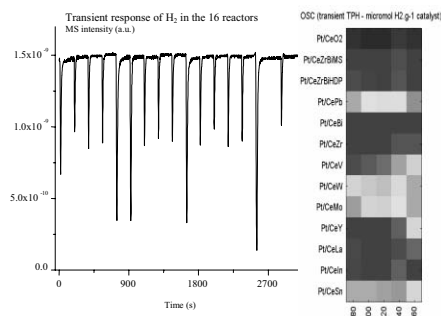 Transient response of H2 in the 16 reactors
MS intensity (a.u.)
1.5x10-9
1.0x10-9
5.0x10-10
0.0
0
900
1800
2700
Time (s)
OSC (transient TPH - micromol H2.g-1 catalyst)
Pt/CeO2
Pt/CeZrBiMS
Pt/CeZrBiHDP
Pt/CePb
Pt/CeBi
Pt/CeZr
Pt/CeV
Pt/CeW
Pt/CeMo
Pt/CeY
Pt/CeLa
Pt/CeIn
Pt/CeSn